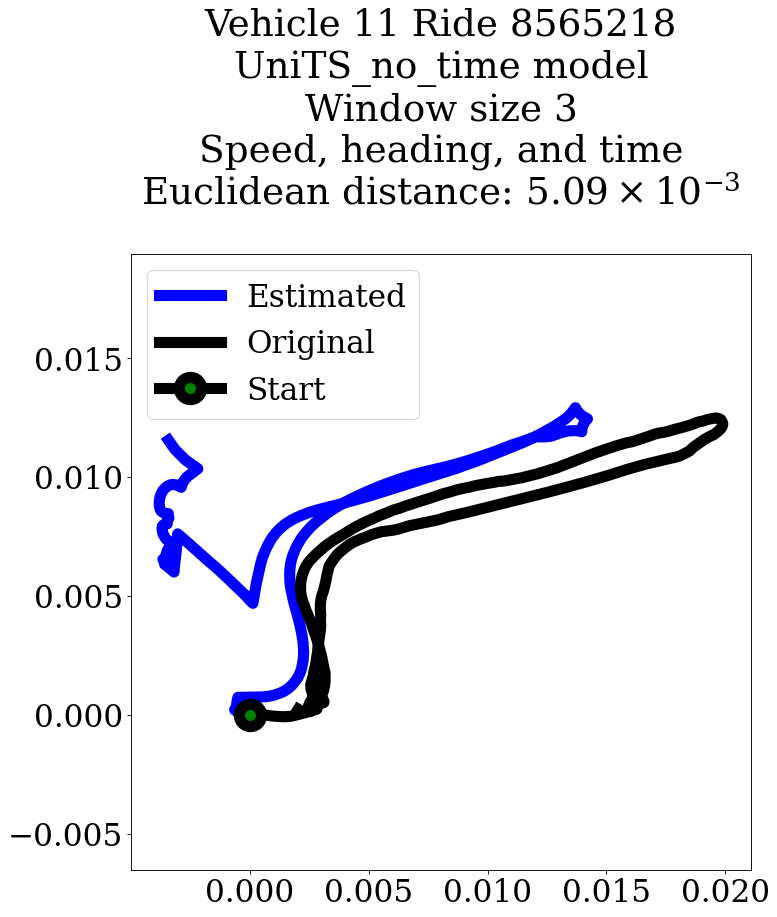 Vehicle 11 Ride 8565218
UniTS_no_time model
Window size 3
Speed, heading, and time
Euclidean distance: 5.09 × 10⁻³
Estimated
Original
Start
0.015
0.010
0.005
0.000
−0.005
0.000 0.005 0.010 0.015 0.020